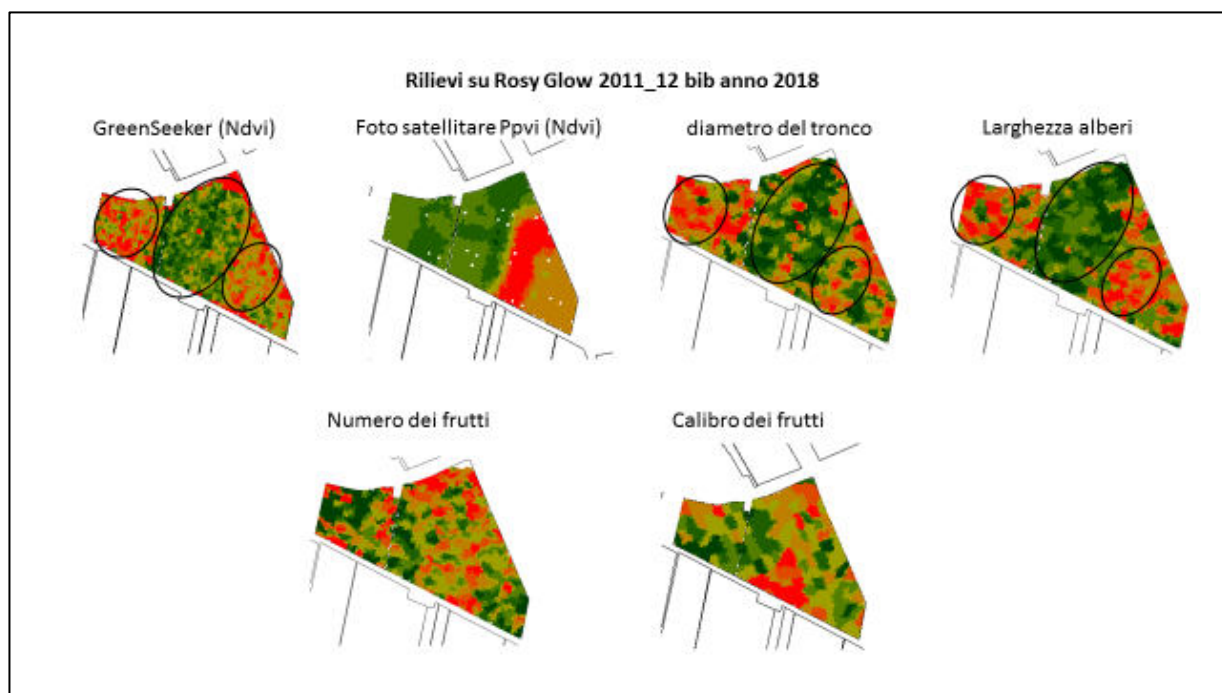 Rilievi su Rosy Glow 2011_12 bib anno 2018
GreenSeeker (Ndvi)
Foto satellitare Ppvi (Ndvi)
diametro del tronco
Larghezza alberi
Numero dei frutti
Calibro dei frutti